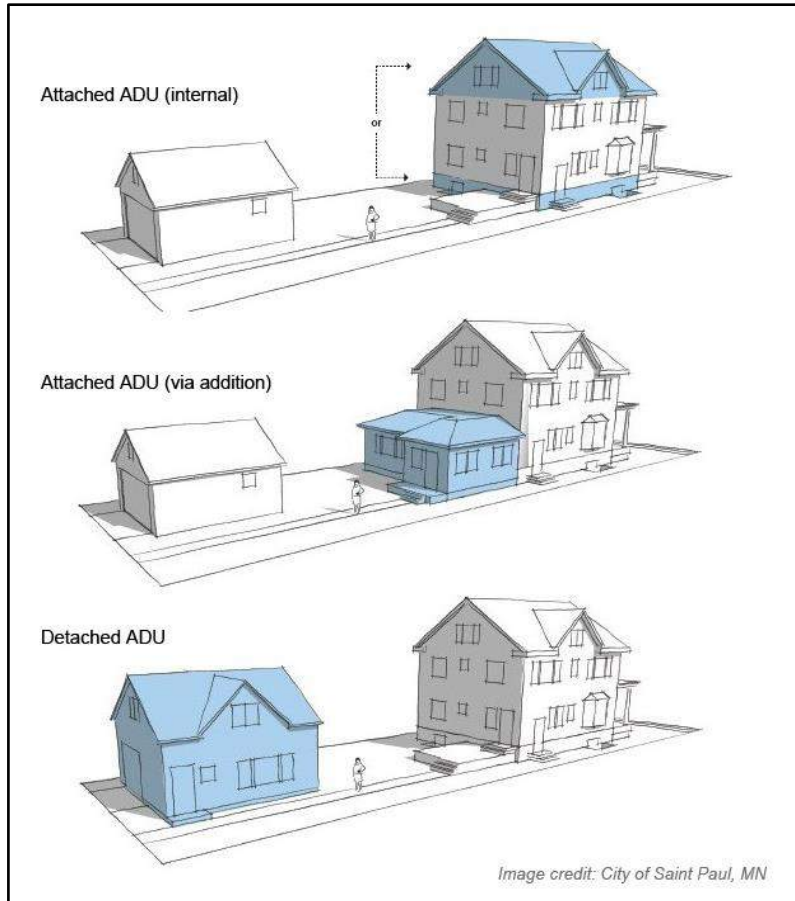 Attached ADU (internal)
or
Attached ADU (via addition)
Detached ADU
Image credit: City of Saint Paul, MN